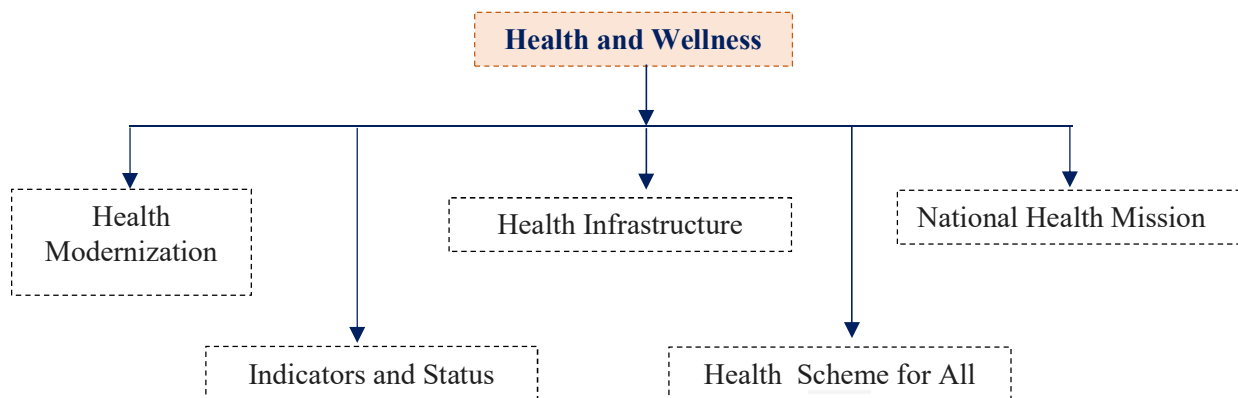 Health and Wellness
Health
Modernization
Health Infrastructure
National Health Mission
Indicators and Status
Health Scheme for All